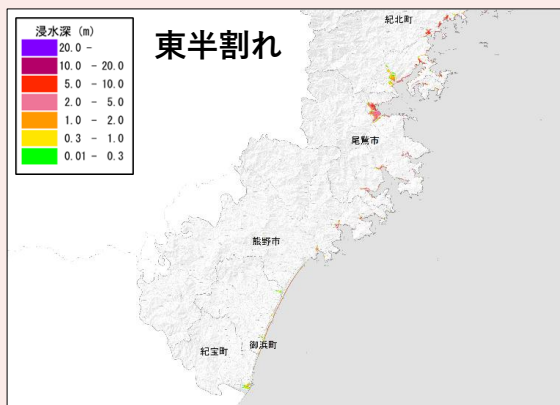 浸水深 (m)
20.0 -
10.0 - 20.0
5.0 - 10.0
2.0 - 5.0
1.0 - 2.0
0.3 - 1.0
0.01 - 0.3
東半割れ
紀北町
尾鷲市
熊野市
御浜町
紀宝町